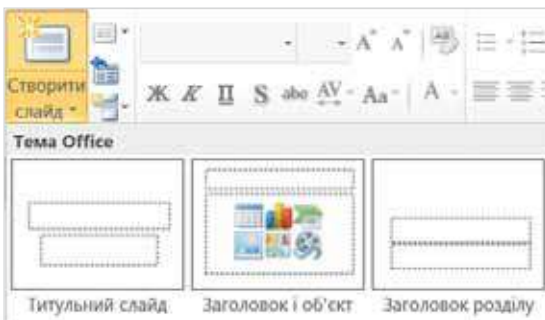 Створити
слайд
Ж К П S abc AV Aa A
Тема Office
Титульний слайд
Заголовок і об'єкт
Заголовок розділу